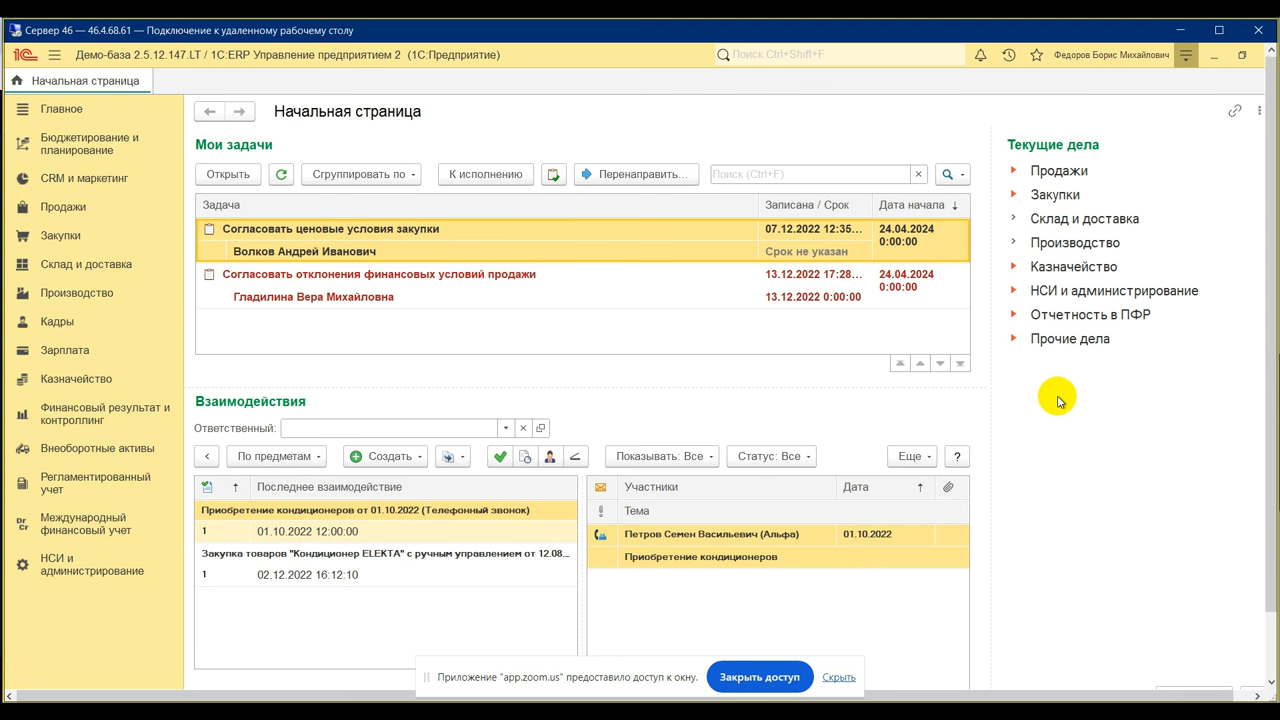 Сервер 46 — 46.4.68.61 — Подключение к удаленному рабочему столу
1С Демо-база 2.5.12.147.LT / 1С:ERP Управление предприятием 2 (1С:Предприятие)
Поиск Ctrl+Shift+F
Федоров Борис Михайлович
Начальная страница
Главное
Бюджетирование и
планирование
CRM и маркетинг
Продажи
Закупки
Склад и доставка
Производство
Кадры
Зарплата
Казначейство
Финансовый результат и
контроллинг
Внеоборотные активы
Регламентированный
учет
Dr
Cr
Международный
финансовый учет
НСИ и
администрирование
Начальная страница
Мои задачи
Открыть
Сгруппировать по
К исполнению
Перенаправить...
Поиск (Ctrl+F)
Задача
Записана / Срок
Дата начала ↓
Согласовать ценовые условия закупки
07.12.2022 12:35...
24.04.2024
0:00:00
Волков Андрей Иванович
Срок не указан
Согласовать отклонения финансовых условий продажи
13.12.2022 17:28...
24.04.2024
0:00:00
Гладилина Вера Михайловна
13.12.2022 0:00:00
Взаимодействия
Ответственный:
По предметам
Создать
Показывать: Все
Статус: Все
Еще
?
Последнее взаимодействие
Приобретение кондиционеров от 01.10.2022 (Телефонный звонок)
1 01.10.2022 12:00:00
Закупка товаров "Кондиционер ELEKTA" с ручным управлением от 12.08...
1 02.12.2022 16:12:10
Участники
Дата
Тема
Петров Семен Васильевич (Альфа)
01.10.2022
Приобретение кондиционеров
Текущие дела
Продажи
Закупки
Склад и доставка
Производство
Казначейство
НСИ и администрирование
Отчетность в ПФР
Прочие дела
Приложение "app.zoom.us" предоставило доступ к окну.
Закрыть доступ
Скрыть